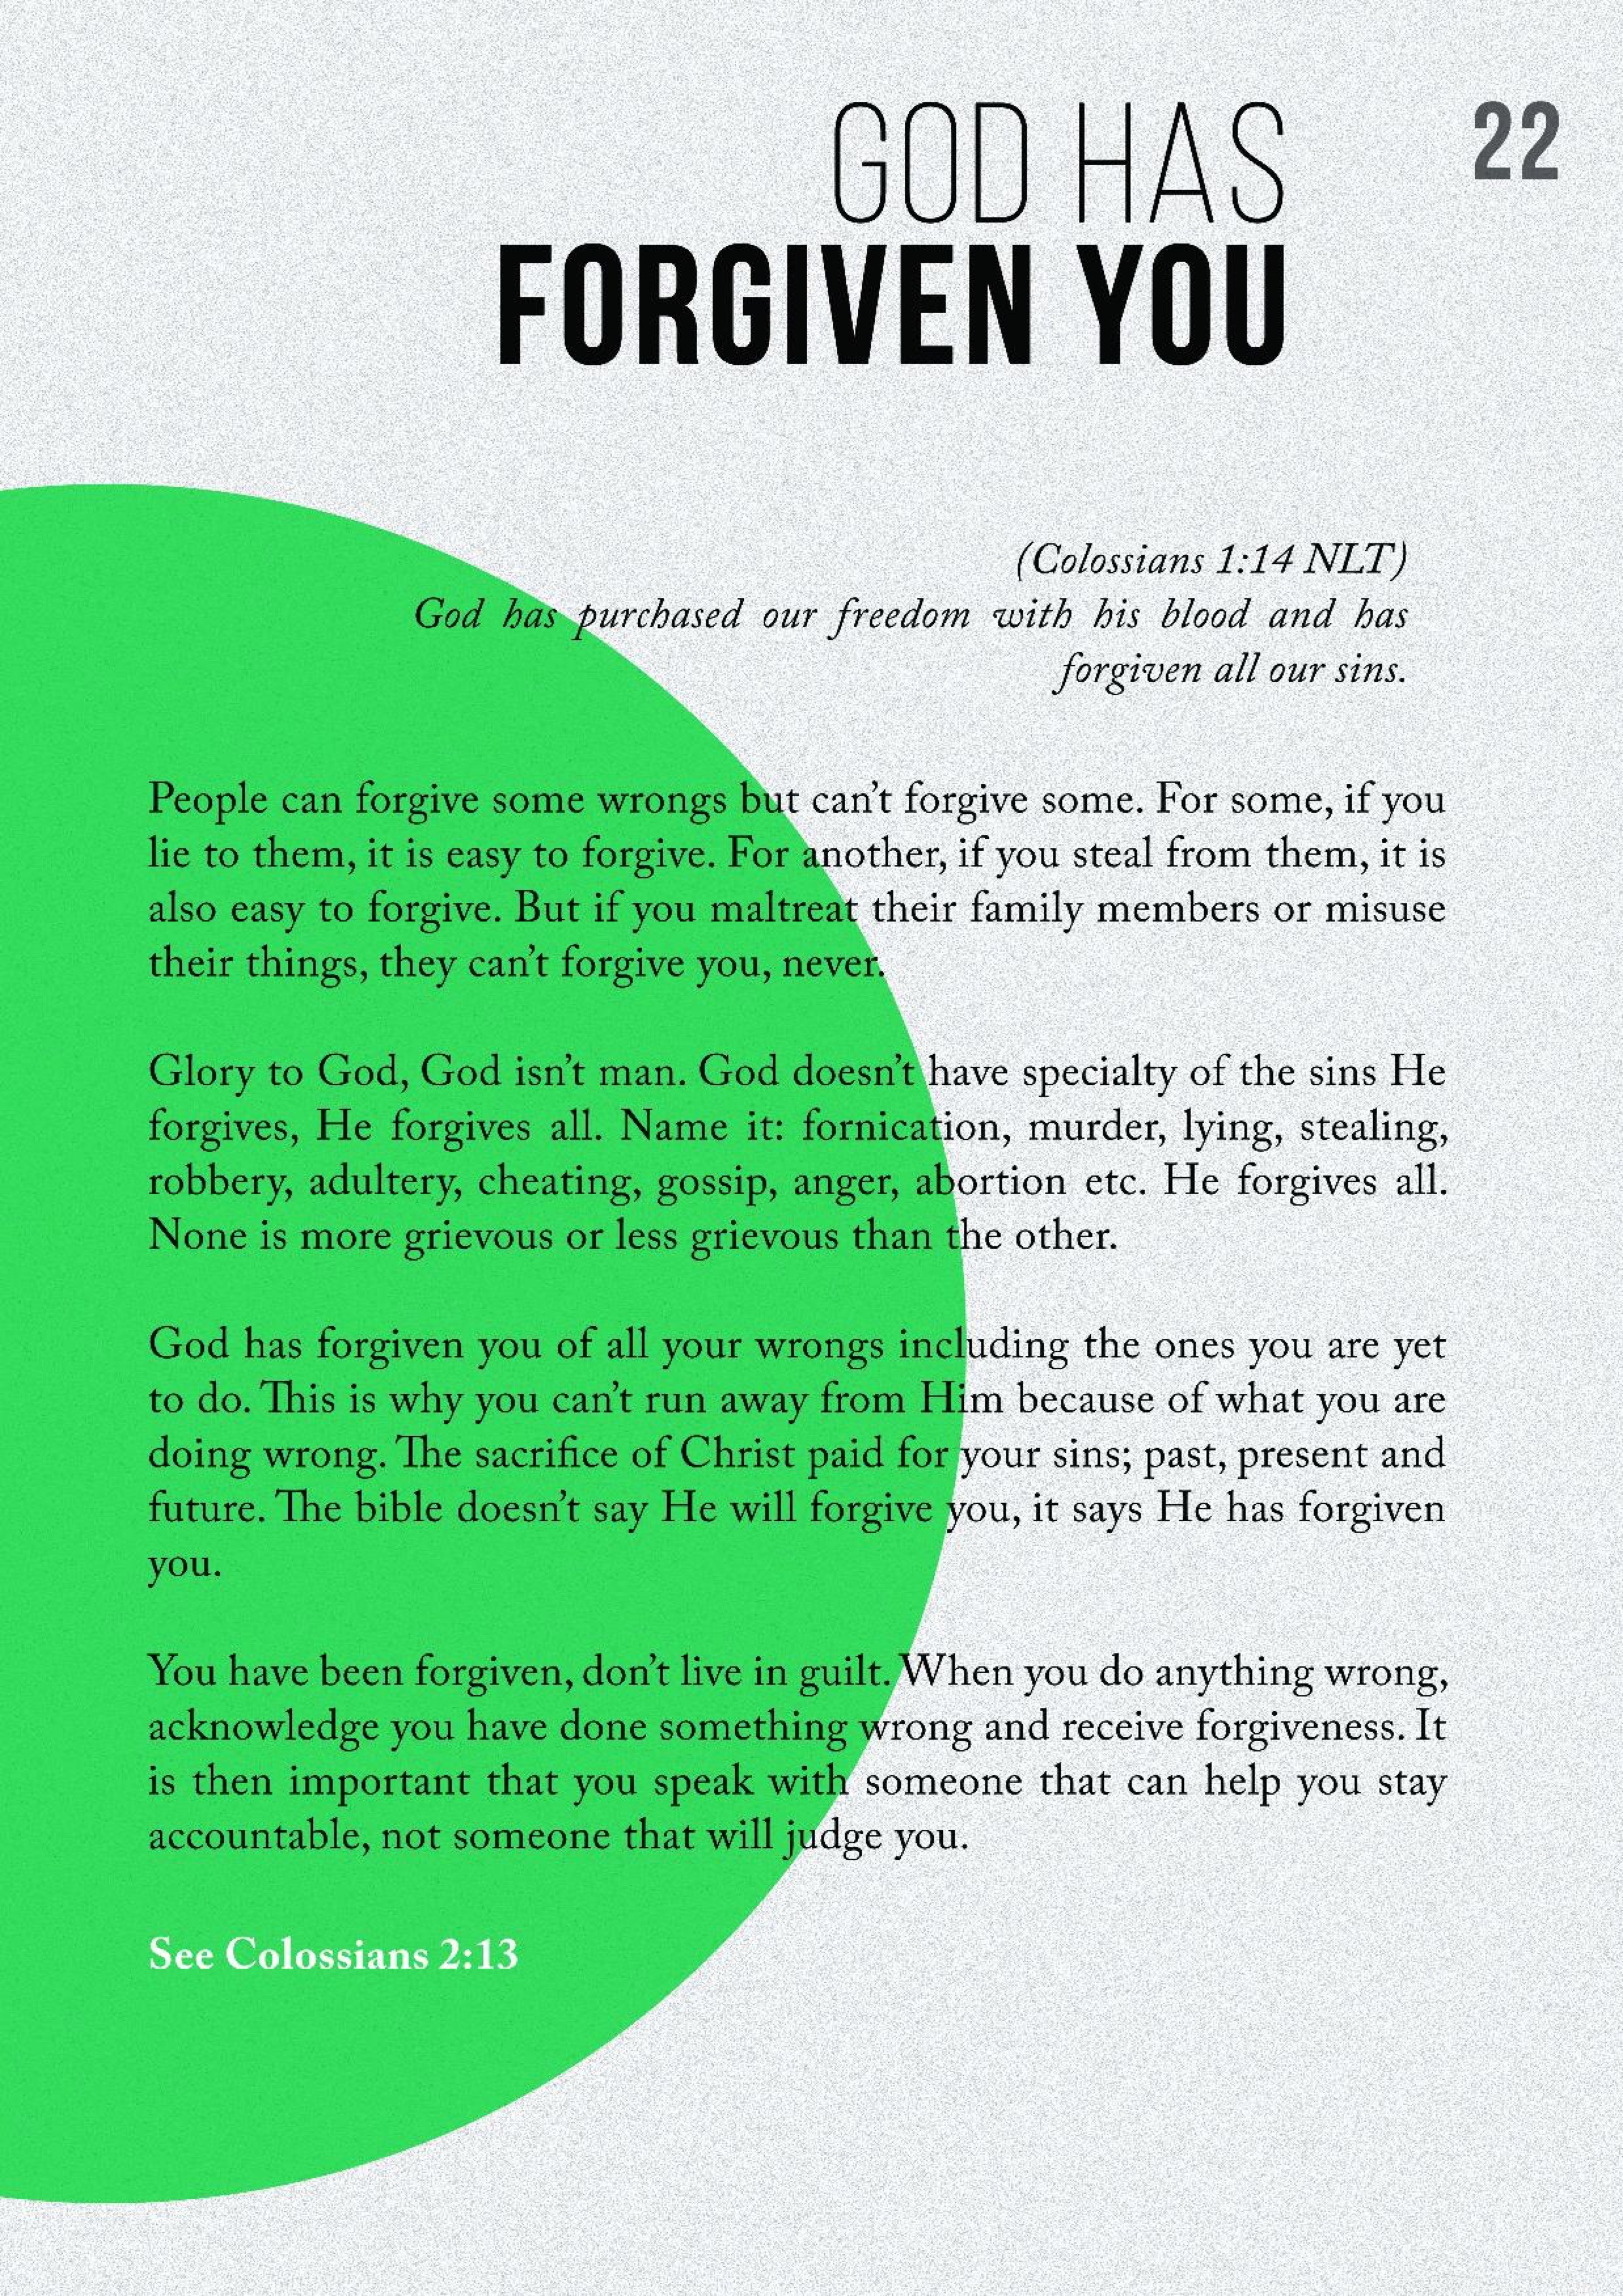 GOD HAS
22
FORGIVEN YOU
(Colossians 1:14 NLT)
God has purchased our freedom with his blood and has
forgiven all our sins.
People can forgive some wrongs but can’t forgive some. For some, if you
lie to them, it is easy to forgive. For another, if you steal from them, it is
also easy to forgive. But if you maltreat their family members or misuse
their things, they can’t forgive you, never.
Glory to God, God isn’t man. God doesn’t have specialty of the sins He
forgives, He forgives all. Name it: fornication, murder, lying, stealing,
robbery, adultery, cheating, gossip, anger, abortion etc. He forgives all.
None is more grievous or less grievous than the other.
God has forgiven you of all your wrongs including the ones you are yet
to do. This is why you can’t run away from Him because of what you are
doing wrong. The sacrifice of Christ paid for your sins; past, present and
future. The bible doesn’t say He will forgive you, it says He has forgiven
you.
You have been forgiven, don’t live in guilt. When you do anything wrong,
acknowledge you have done something wrong and receive forgiveness. It
is then important that you speak with someone that can help you stay
accountable, not someone that will judge you.
See Colossians 2:13